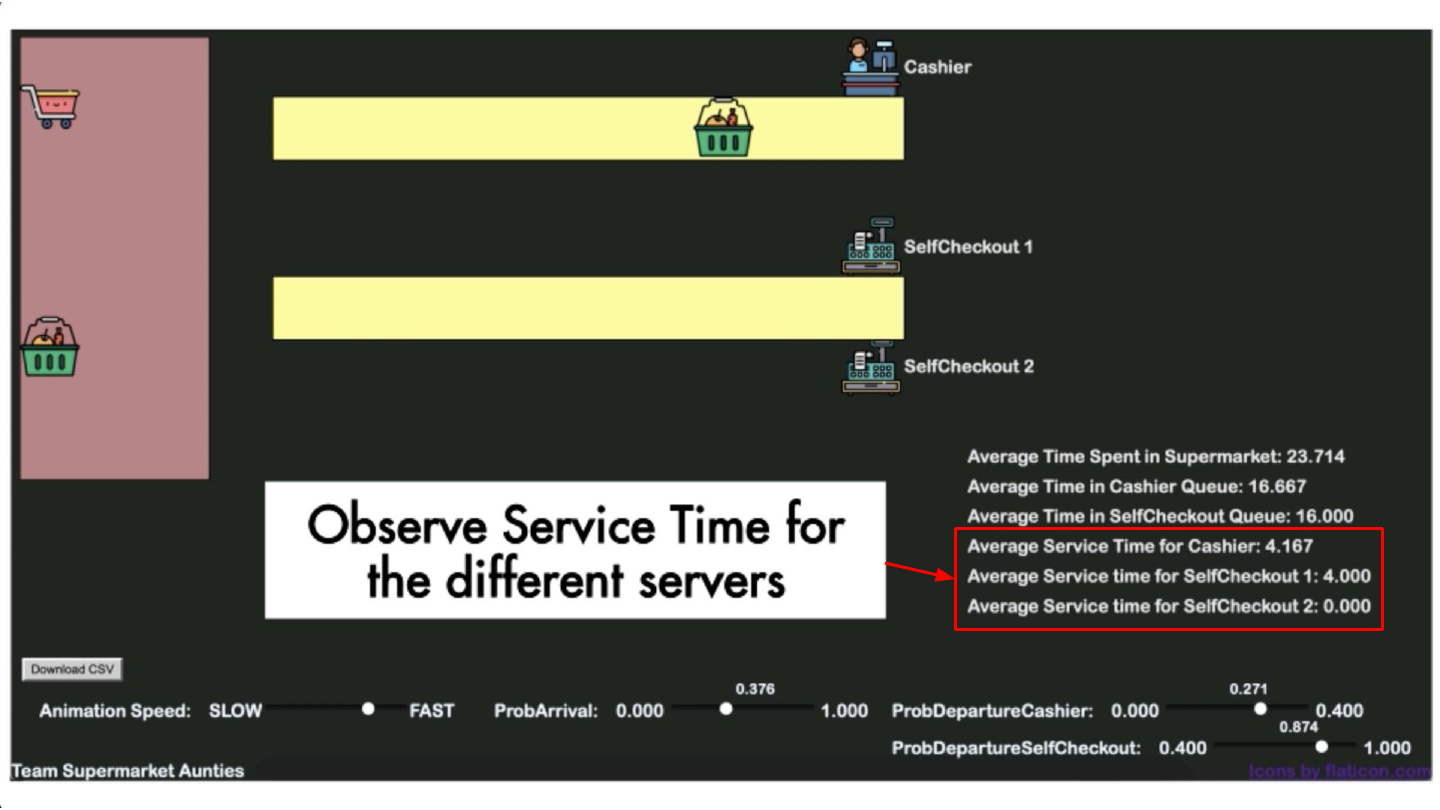 Cashier
SelfCheckout 1
SelfCheckout 2
Average Time Spent in Supermarket: 23.714
Average Time in Cashier Queue: 16.667
Average Time in SelfCheckout Queue: 16.000
Average Service Time for Cashier: 4.167
Average Service time for SelfCheckout 1: 4.000
Average Service time for SelfCheckout 2: 0.000
Observe Service Time for
the different servers
Download CSV
Animation Speed: SLOW FAST
ProbArrival: 0.000 0.376 1.000
ProbDepartureCashier: 0.000 0.271 0.400
ProbDepartureSelfCheckout: 0.400 0.874 1.000
Team Supermarket Aunties
Icons by flaticon.com